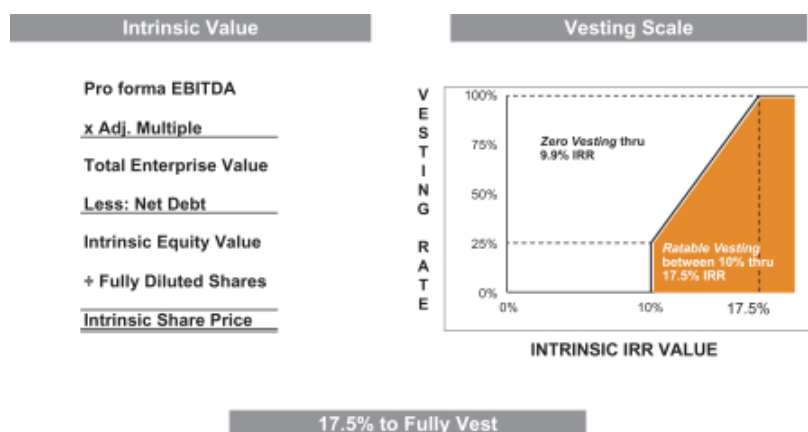 Intrinsic Value
Pro forma EBITDA
x Adj. Multiple
Total Enterprise Value
Less: Net Debt
Intrinsic Equity Value
÷ Fully Diluted Shares
Intrinsic Share Price
Vesting Scale
VESTING RATE
100%
75%
50%
25%
0%
Zero Vesting thru
9.9% IRR
Ratable Vesting
between 10% thru
17.5% IRR
0%
10%
17.5%
INTRINSIC IRR VALUE
17.5% to Fully Vest